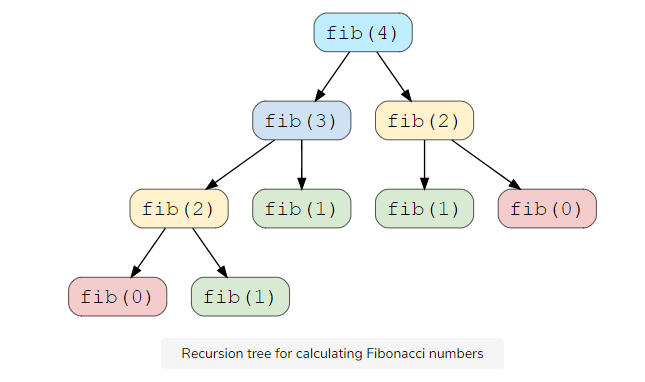 fib(4)
fib(3) fib(2)
fib(2) fib(1) fib(1) fib(0)
fib(0) fib(1)
Recursion tree for calculating Fibonacci numbers